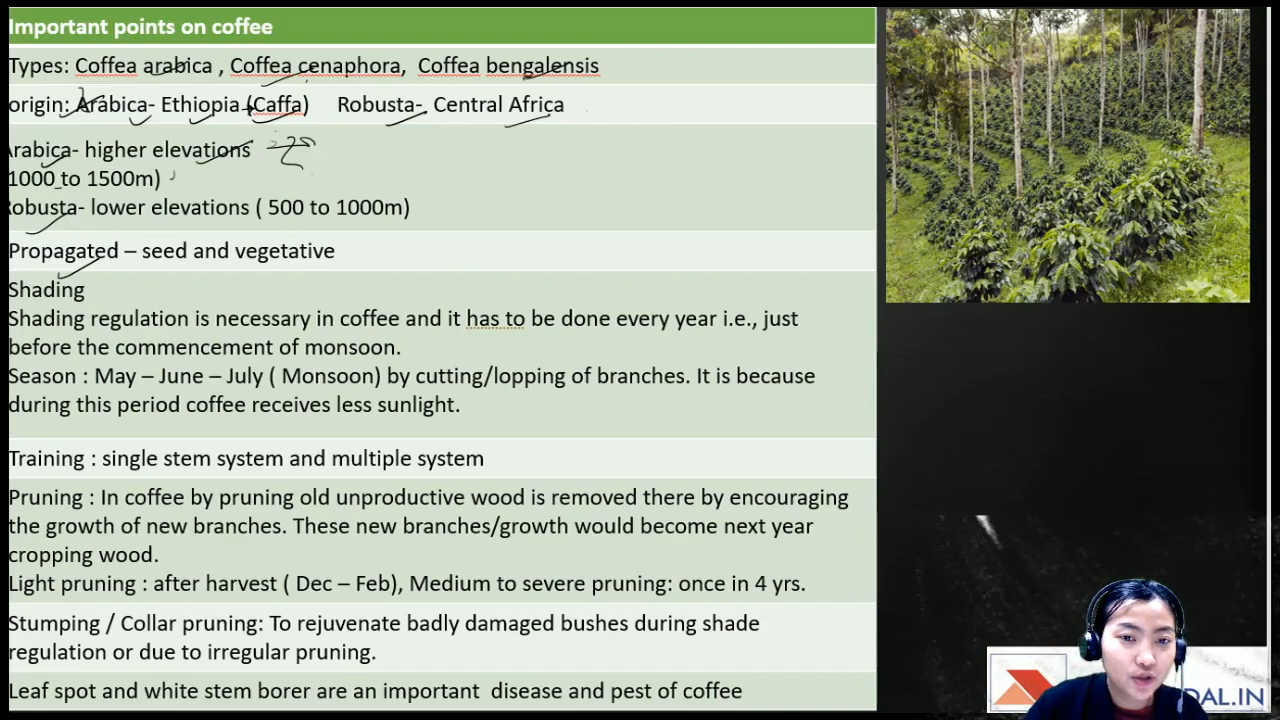 Important points on coffee
Types: Coffea arabica , Coffea cenaphora, Coffea bengalensis
origin: Arabica- Ethiopia (Caffa) Robusta-, Central Africa
Arabica- higher elevations
1000 to 1500m)
Robusta- lower elevations ( 500 to 1000m)
Propagated – seed and vegetative
Shading
Shading regulation is necessary in coffee and it has to be done every year i.e., just
before the commencement of monsoon.
Season : May – June – July ( Monsoon) by cutting/lopping of branches. It is because
during this period coffee receives less sunlight.
Training : single stem system and multiple system
Pruning : In coffee by pruning old unproductive wood is removed there by encouraging
the growth of new branches. These new branches/growth would become next year
cropping wood.
Light pruning : after harvest ( Dec – Feb), Medium to severe pruning: once in 4 yrs.
Stumping / Collar pruning: To rejuvenate badly damaged bushes during shade
regulation or due to irregular pruning.
Leaf spot and white stem borer are an important disease and pest of coffee
DAL.IN